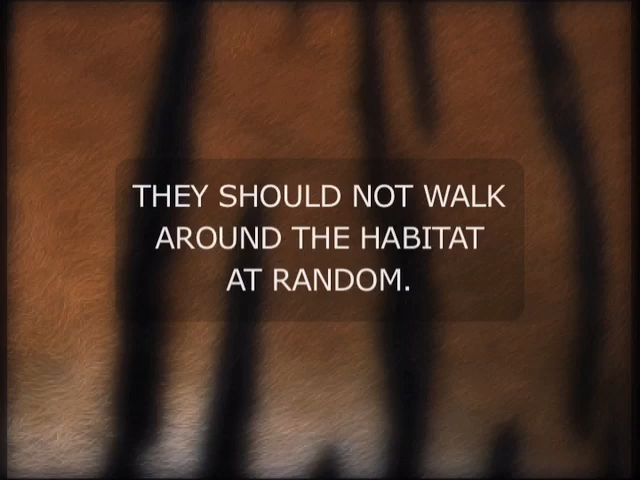 THEY SHOULD NOT WALK
AROUND THE HABITAT
AT RANDOM.